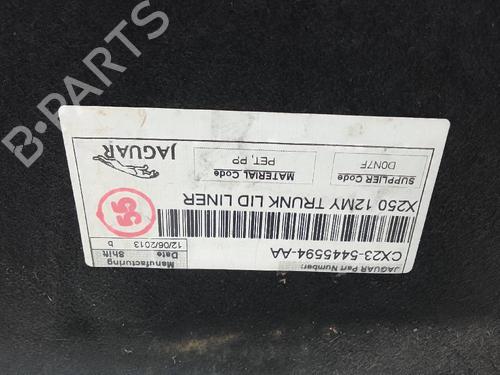 JAGUAR Part Number:
CX23-5445594-AA
X250 12MY TRUNK LID LINER
SUPPLIER Code
D0N7F
MATERIAL Code
PET, PP
JAGUAR
Manufacturing
Date
Shift
12/06/2013
b
55
B-PARTS